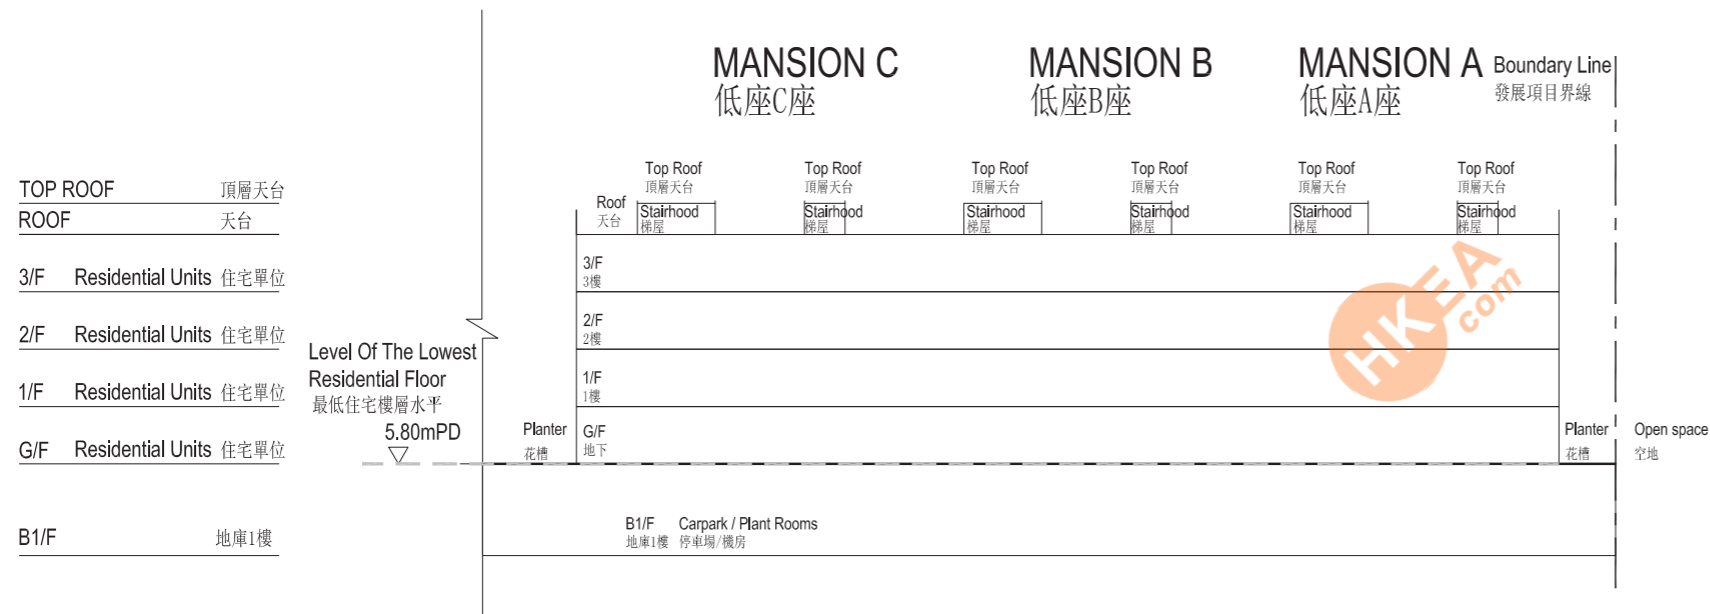 MANSION C
低座C座
MANSION B
低座B座
MANSION A
低座A座
Boundary Line
發展項目界線
TOP ROOF 頂層天台
ROOF 天台
3/F Residential Units 住宅單位
2/F Residential Units 住宅單位
1/F Residential Units 住宅單位
G/F Residential Units 住宅單位
B1/F 地庫1樓
Level Of The Lowest
Residential Floor
最低住宅樓層水平
5.80mPD
Top Roof
頂層天台
Top Roof
頂層天台
Top Roof
頂層天台
Top Roof
頂層天台
Top Roof
頂層天台
Top Roof
頂層天台
Roof
天台
Stairhood
梯屋
Stairhood
梯屋
Stairhood
梯屋
Stairhood
梯屋
Stairhood
梯屋
Stairhood
梯屋
3/F
3樓
2/F
2樓
1/F
1樓
Planter
花槽
G/F
地下
Planter
花槽
Open space
空地
B1/F Carpark / Plant Rooms
地庫1樓 停車場/機房
HKEA
com